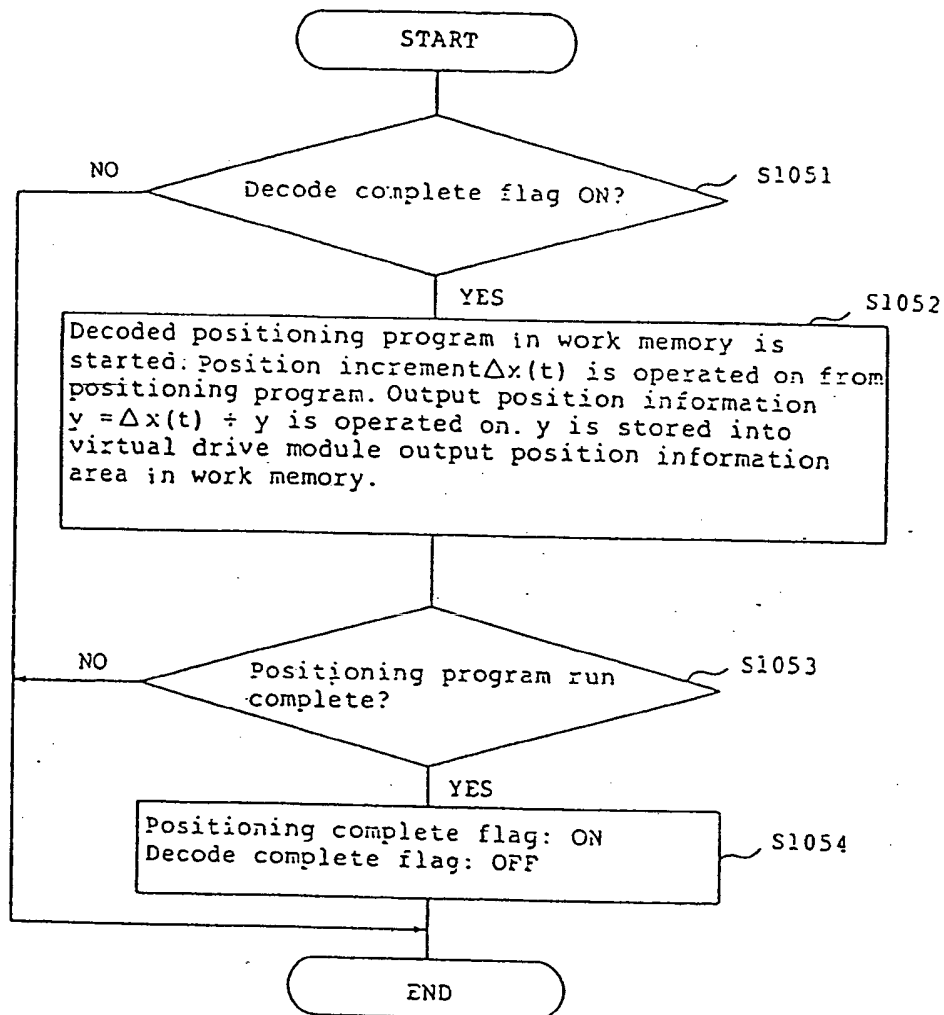 START
NO
Decode complete flag ON?
S1051
YES
S1052
Decoded positioning program in work memory is
started. Position increment Δx(t) is operated on from
positioning program. Output position information
y = Δx(t) ÷ y is operated on. y is stored into
virtual drive module output position information
area in work memory.
NO
Positioning program run
complete?
S1053
YES
Positioning complete flag: ON
Decode complete flag: OFF
S1054
END